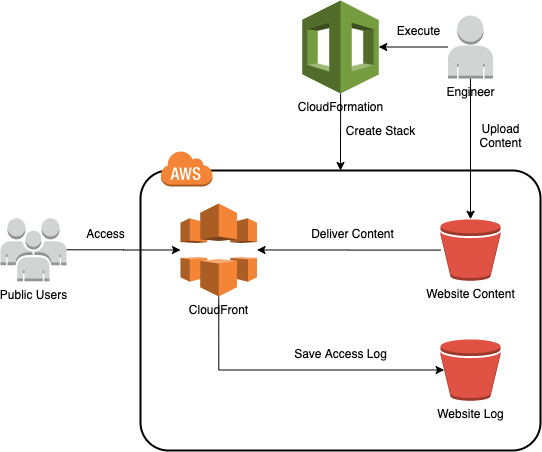 Execute
CloudFormation
Engineer
Create Stack
Upload
Content
AWS
Access
Deliver Content
Public Users
CloudFront
Website Content
Save Access Log
Website Log